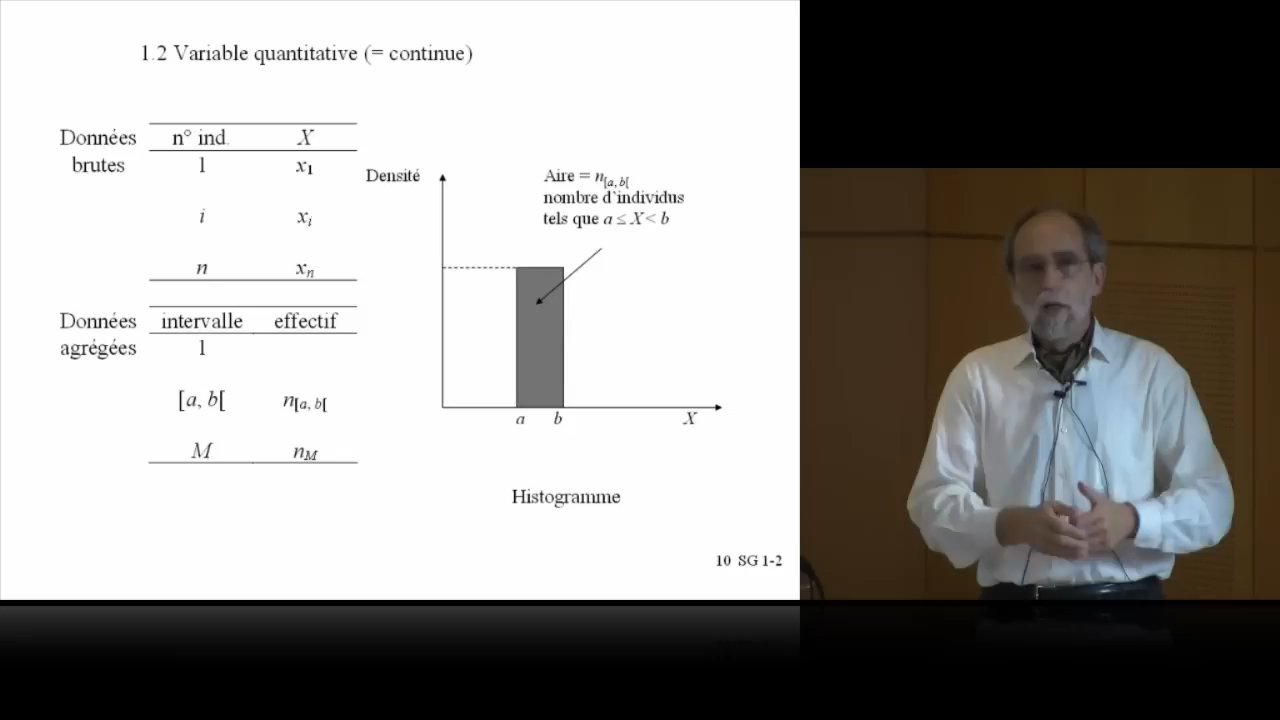 1.2 Variable quantitative (= continue)
Données brutes
n° ind. X
1 x₁
i xᵢ
n xₙ
Données agrégées
intervalle effectif
1
[a, b[ n[a, b[
M n_M
Densité
Aire = n[a, b[
nombre d'individus
tels que a ≤ X < b
a b X
Histogramme
10 SG 1-2